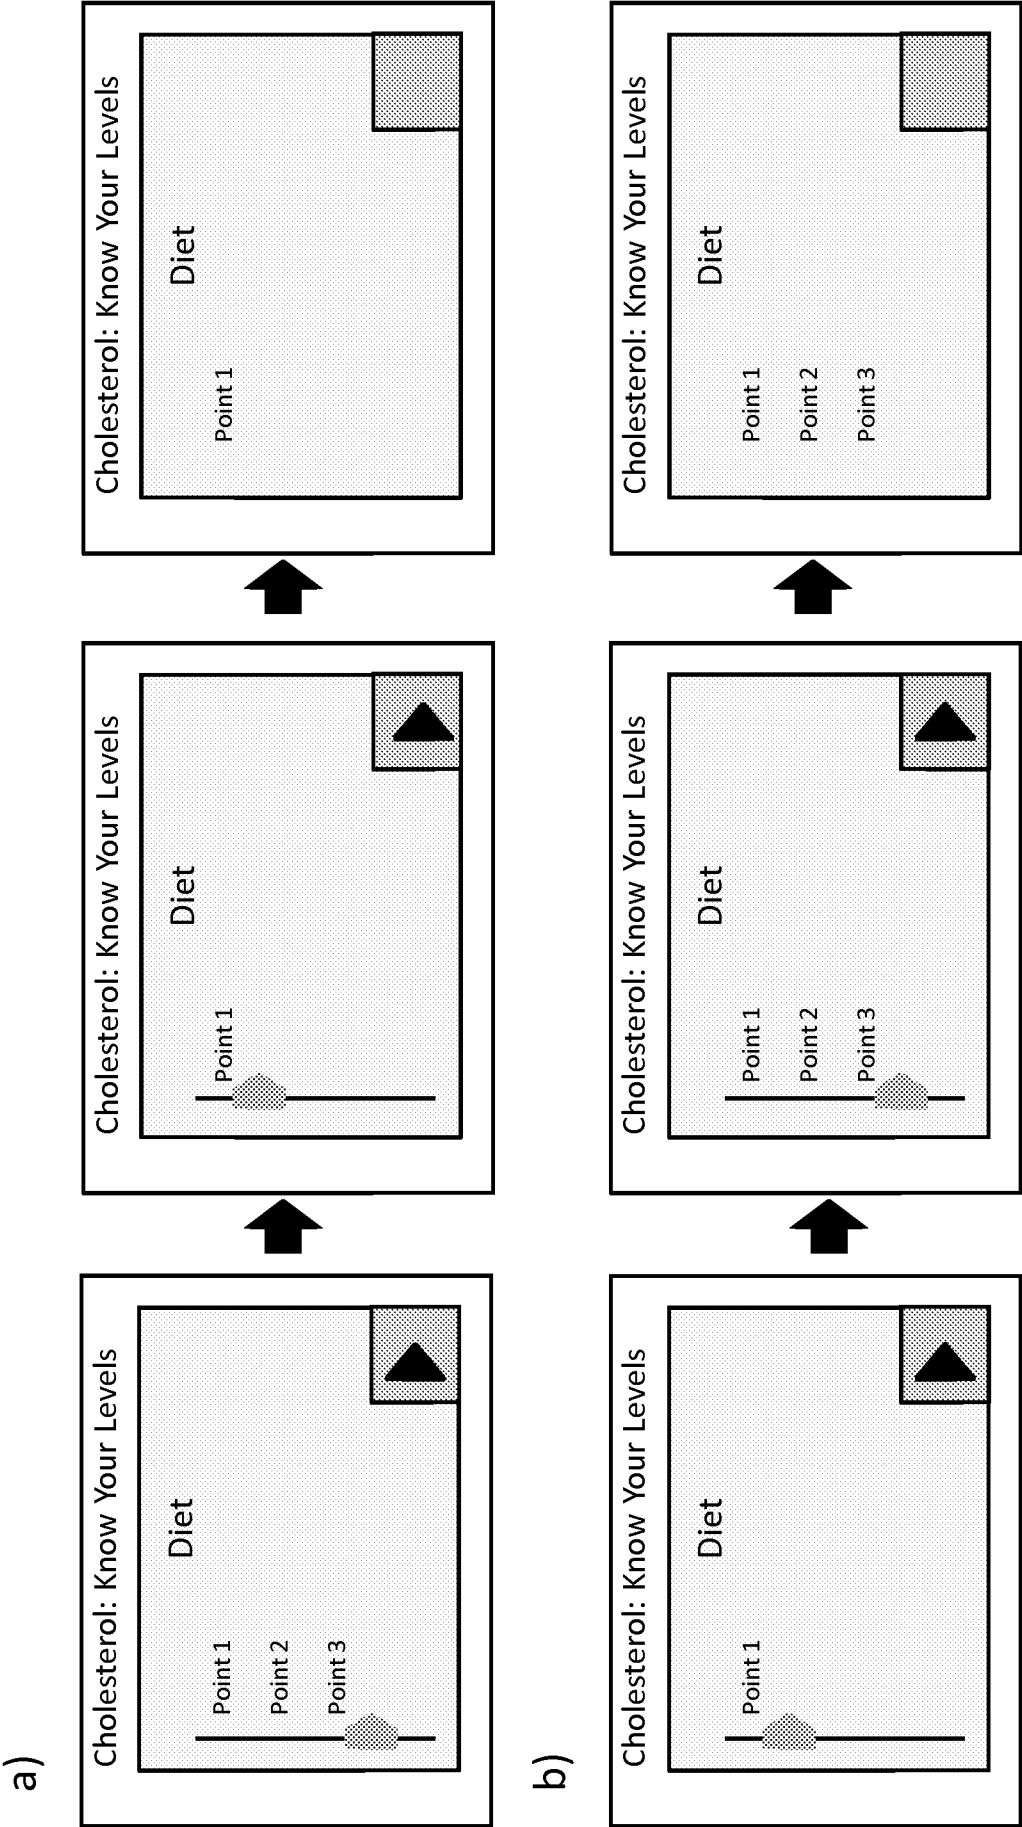 a)
Cholesterol: Know Your Levels
Diet
Point 1
Point 2
Point 3
Cholesterol: Know Your Levels
Diet
Point 1
Cholesterol: Know Your Levels
Diet
Point 1
b)
Cholesterol: Know Your Levels
Diet
Point 1
Cholesterol: Know Your Levels
Diet
Point 1
Point 2
Point 3
Cholesterol: Know Your Levels
Diet
Point 1
Point 2
Point 3